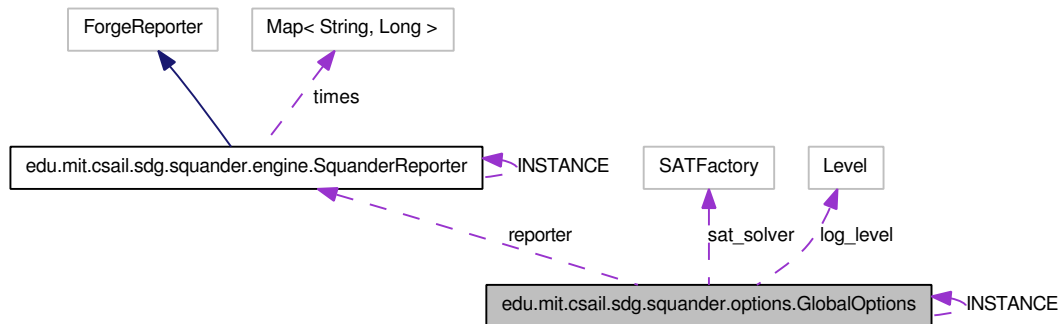 ForgeReporter
Map< String, Long >
times
edu.mit.csail.sdg.squander.engine.SquanderReporter
INSTANCE
SATFactory
Level
reporter
sat_solver
log_level
edu.mit.csail.sdg.squander.options.GlobalOptions
INSTANCE